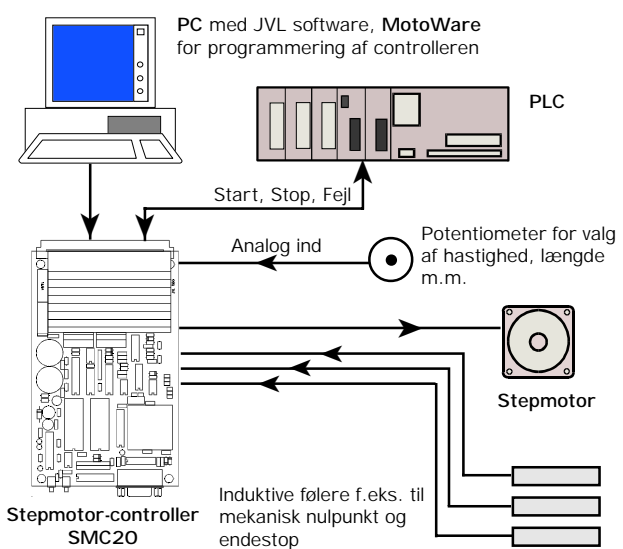 PC med JVL software, MotoWare
for programmering af controlleren
PLC
Start, Stop, Fejl
Analog ind
Potentiometer for valg
af hastighed, længde
m.m.
Stepmotor
Induktive følere f.eks. til
mekanisk nulpunkt og
endestop
Stepmotor-controller
SMC20